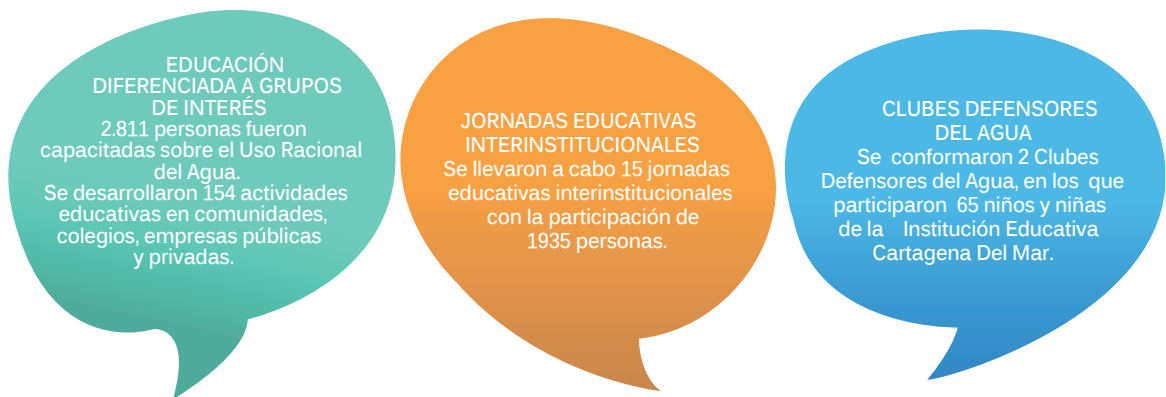 EDUCACIÓN
DIFERENCIADA A GRUPOS
DE INTERÉS
2.811 personas fueron
capacitadas sobre el Uso Racional
del Agua.
Se desarrollaron 154 actividades
educativas en comunidades,
colegios, empresas públicas
y privadas.
JORNADAS EDUCATIVAS
INTERINSTITUCIONALES
Se llevaron a cabo 15 jornadas
educativas interinstitucionales
con la participación de
1935 personas.
CLUBES DEFENSORES
DEL AGUA
Se conformaron 2 Clubes
Defensores del Agua, en los que
participaron 65 niños y niñas
de la Institución Educativa
Cartagena Del Mar.